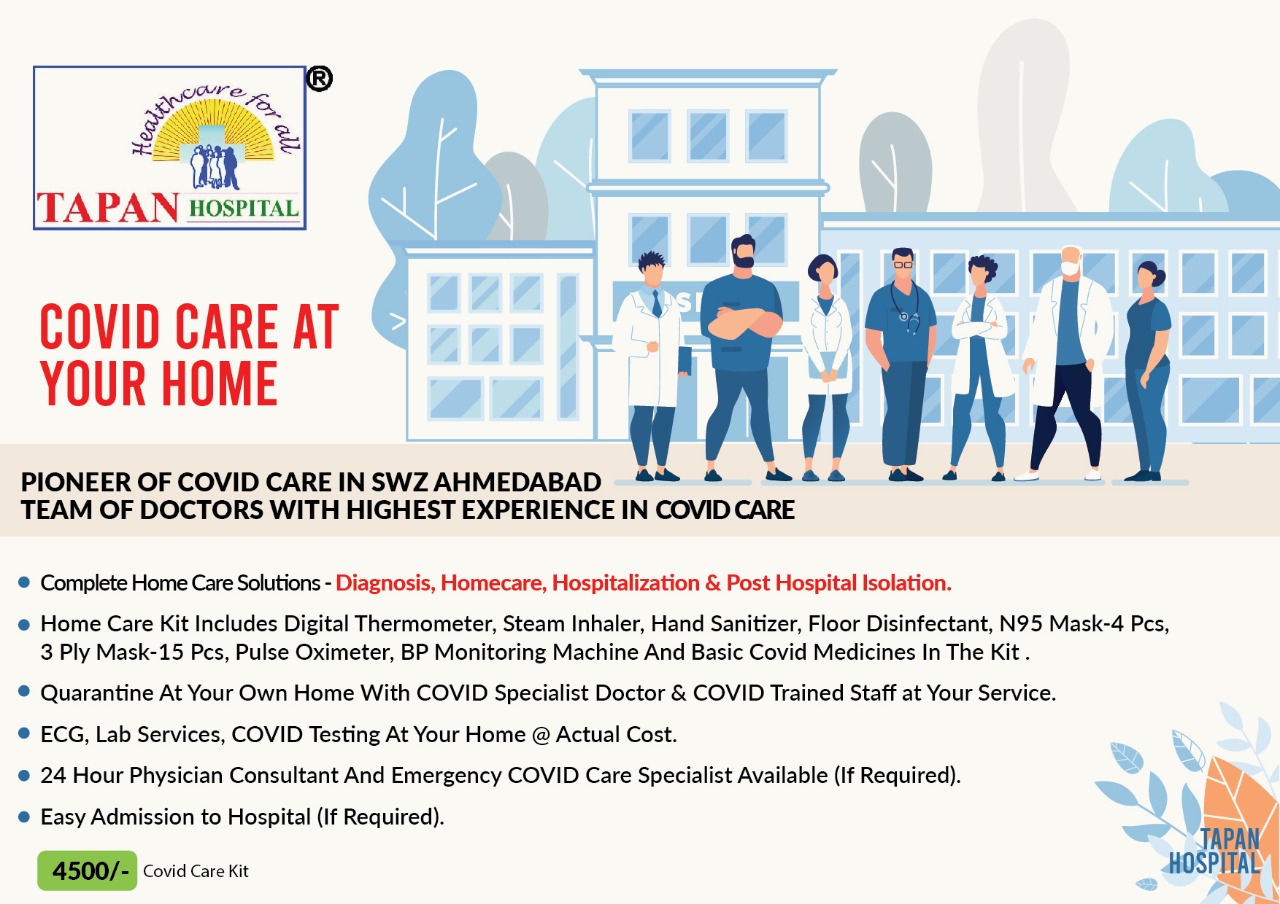 Healthcare for all
®
TAPAN HOSPITAL
COVID CARE AT
YOUR HOME
PIONEER OF COVID CARE IN SWZ AHMEDABAD
TEAM OF DOCTORS WITH HIGHEST EXPERIENCE IN COVID CARE
Complete Home Care Solutions - Diagnosis, Homecare, Hospitalization & Post Hospital Isolation.
Home Care Kit Includes Digital Thermometer, Steam Inhaler, Hand Sanitizer, Floor Disinfectant, N95 Mask-4 Pcs,
3 Ply Mask-15 Pcs, Pulse Oximeter, BP Monitoring Machine And Basic Covid Medicines In The Kit .
Quarantine At Your Own Home With COVID Specialist Doctor & COVID Trained Staff at Your Service.
ECG, Lab Services, COVID Testing At Your Home @ Actual Cost.
24 Hour Physician Consultant And Emergency COVID Care Specialist Available (If Required).
Easy Admission to Hospital (If Required).
4500/- Covid Care Kit
TAPAN
HOSPITAL